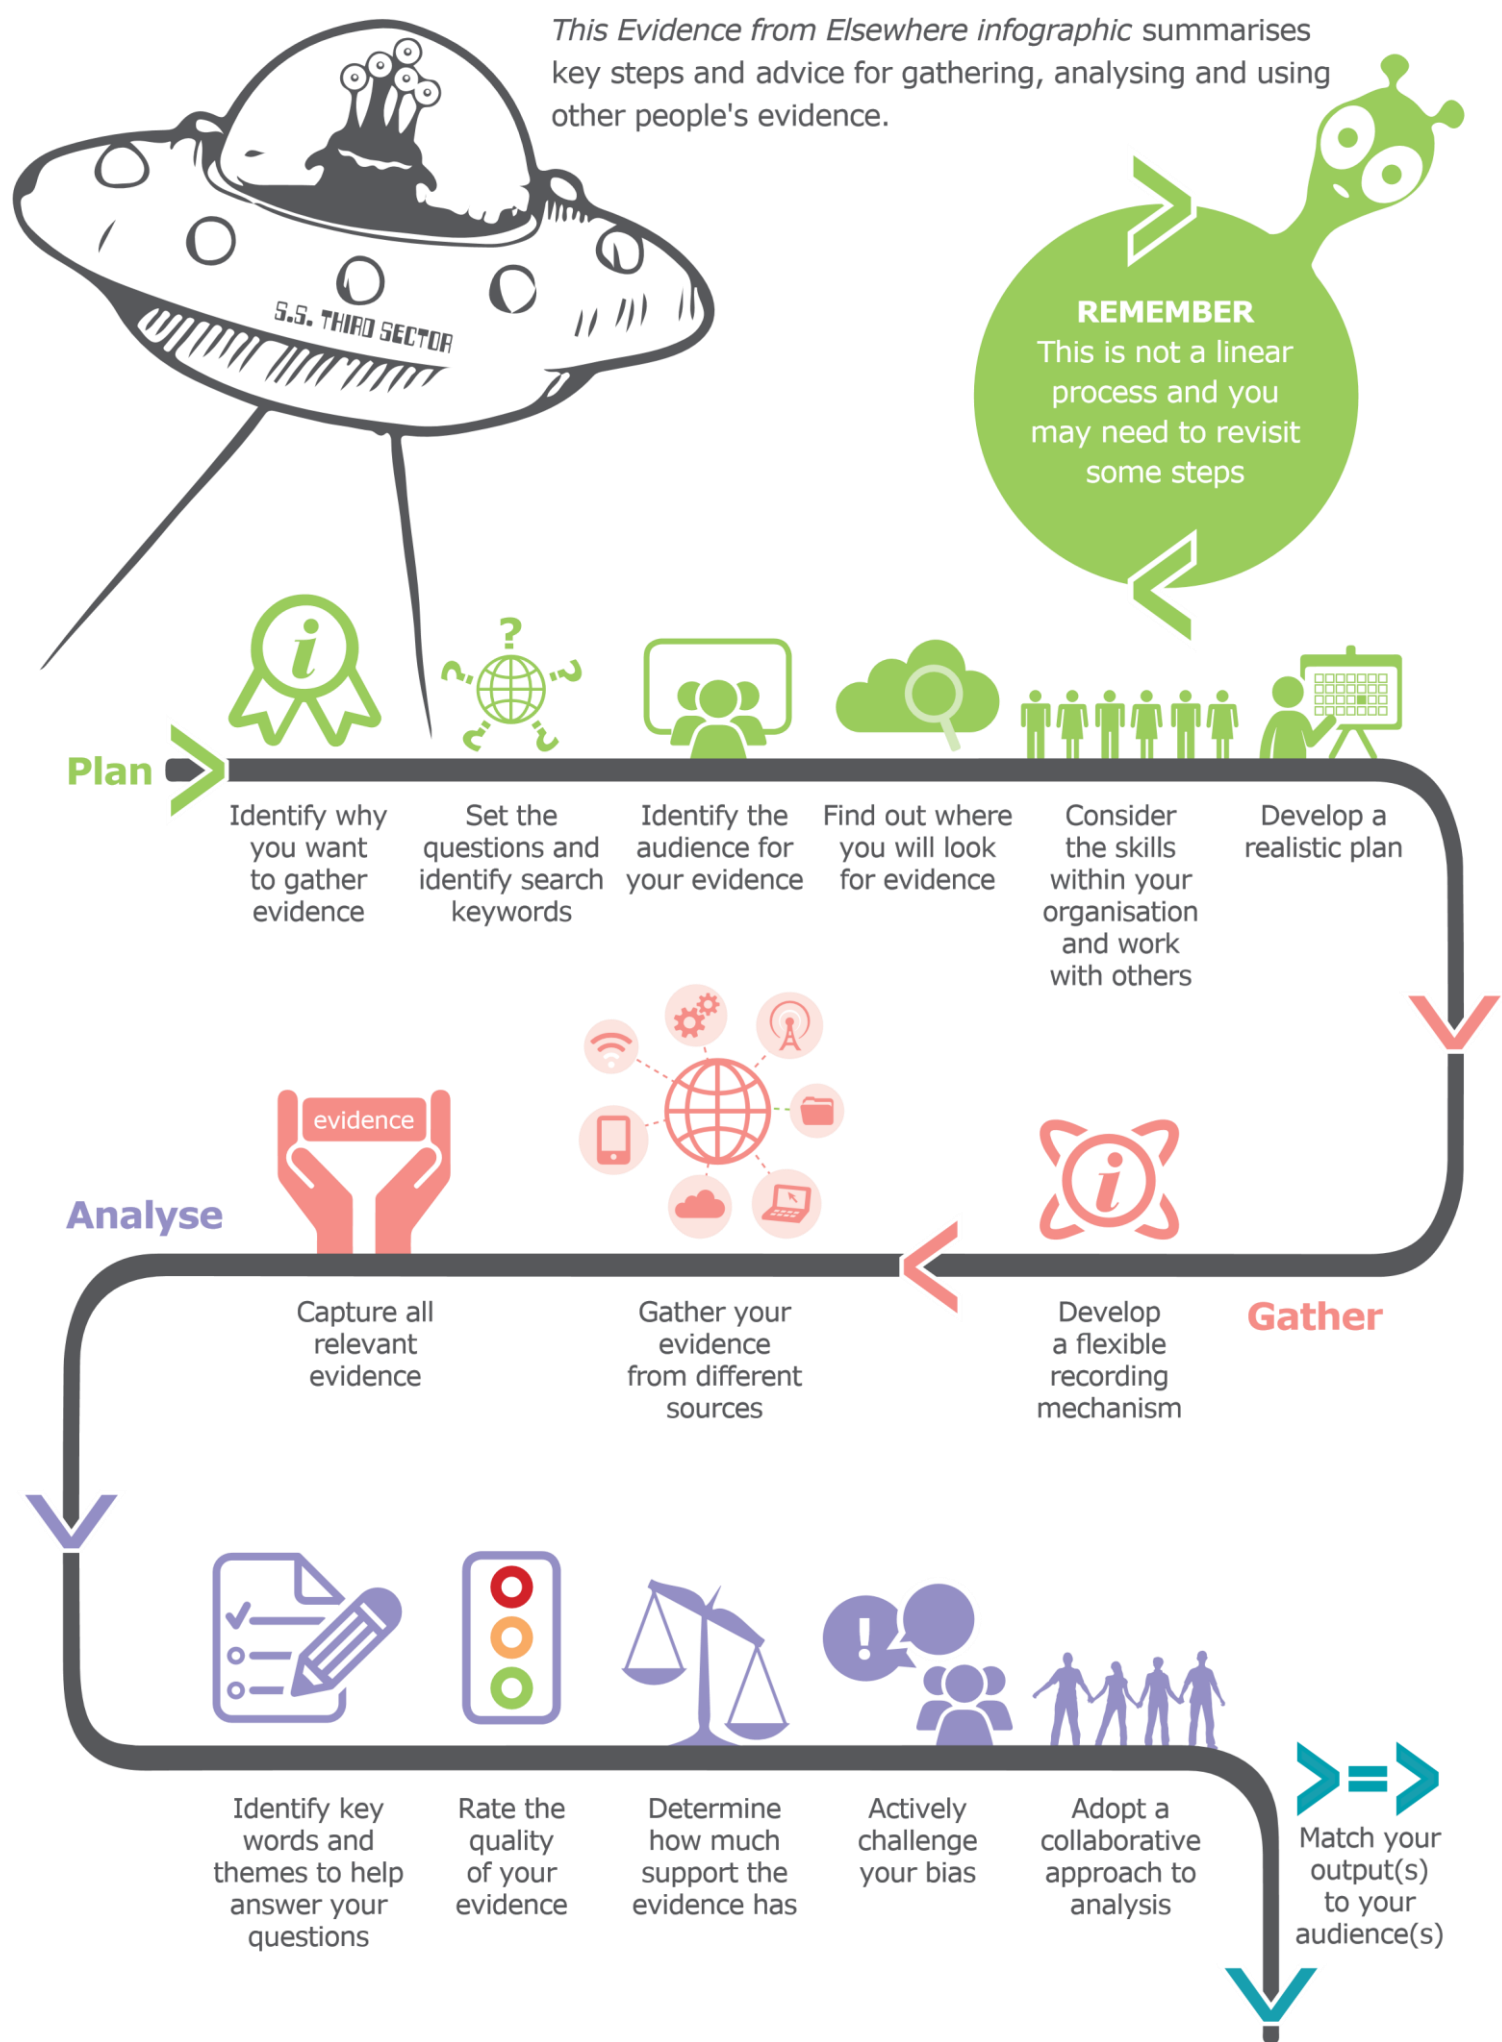 This Evidence from Elsewhere infographic summarises
key steps and advice for gathering, analysing and using
other people's evidence.
S.S. THIRD SECTOR
REMEMBER
This is not a linear
process and you
may need to revisit
some steps
Plan
Identify why
you want
to gather
evidence
Set the
questions and
identify search
keywords
Identify the
audience for
your evidence
Find out where
you will look
for evidence
Consider
the skills
within your
organisation
and work
with others
Develop a
realistic plan
Gather
Develop
a flexible
recording
mechanism
Gather your
evidence
from different
sources
evidence
Capture all
relevant
evidence
Analyse
Identify key
words and
themes to help
answer your
questions
Rate the
quality
of your
evidence
Determine
how much
support the
evidence has
Actively
challenge
your bias
Adopt a
collaborative
approach to
analysis
>=>
Match your
output(s)
to your
audience(s)